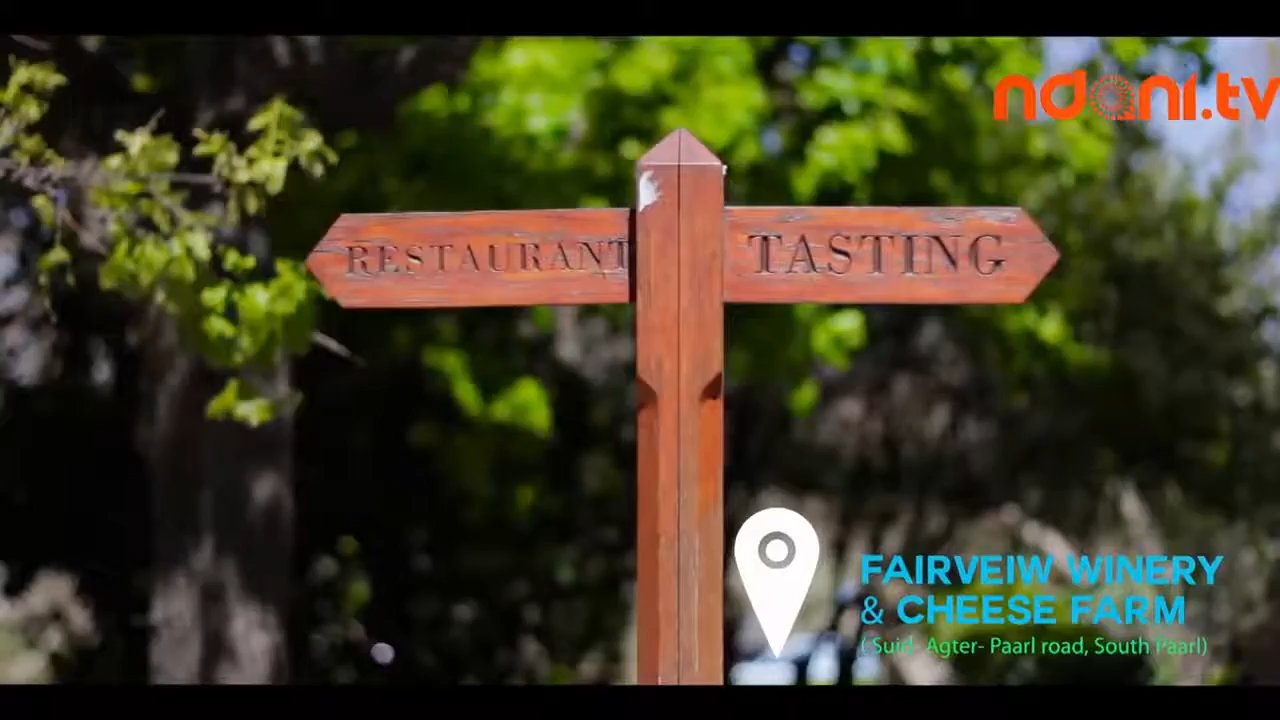 ndani.tv
RESTAURANT
TASTING
FAIRVEIW WINERY
& CHEESE FARM
( Suid- Agter- Paarl road, South Paarl)